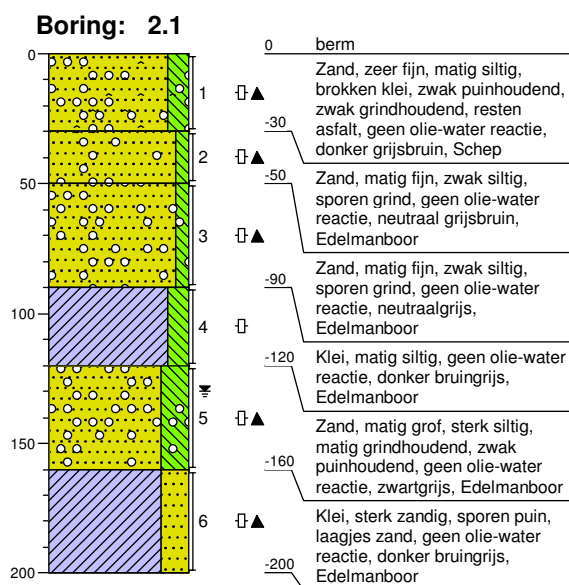 Boring: 2.1
0
50
100
150
200
1
2
3
4
5
6
0 berm
Zand, zeer fijn, matig siltig,
brokken klei, zwak puinhoudend,
zwak grindhoudend, resten
asfalt, geen olie-water reactie,
donker grijsbruin, Schep
-30
Zand, matig fijn, zwak siltig,
sporen grind, geen olie-water
reactie, neutraal grijsbruin,
Edelmanboor
-50
Zand, matig fijn, zwak siltig,
sporen grind, geen olie-water
reactie, neutraalgrijs,
Edelmanboor
-90
Klei, matig siltig, geen olie-water
reactie, donker bruingrijs,
Edelmanboor
-120
Zand, matig grof, sterk siltig,
matig grindhoudend, zwak
puinhoudend, geen olie-water
reactie, zwartgrijs, Edelmanboor
-160
Klei, sterk zandig, sporen puin,
laagjes zand, geen olie-water
reactie, donker bruingrijs,
Edelmanboor
-200